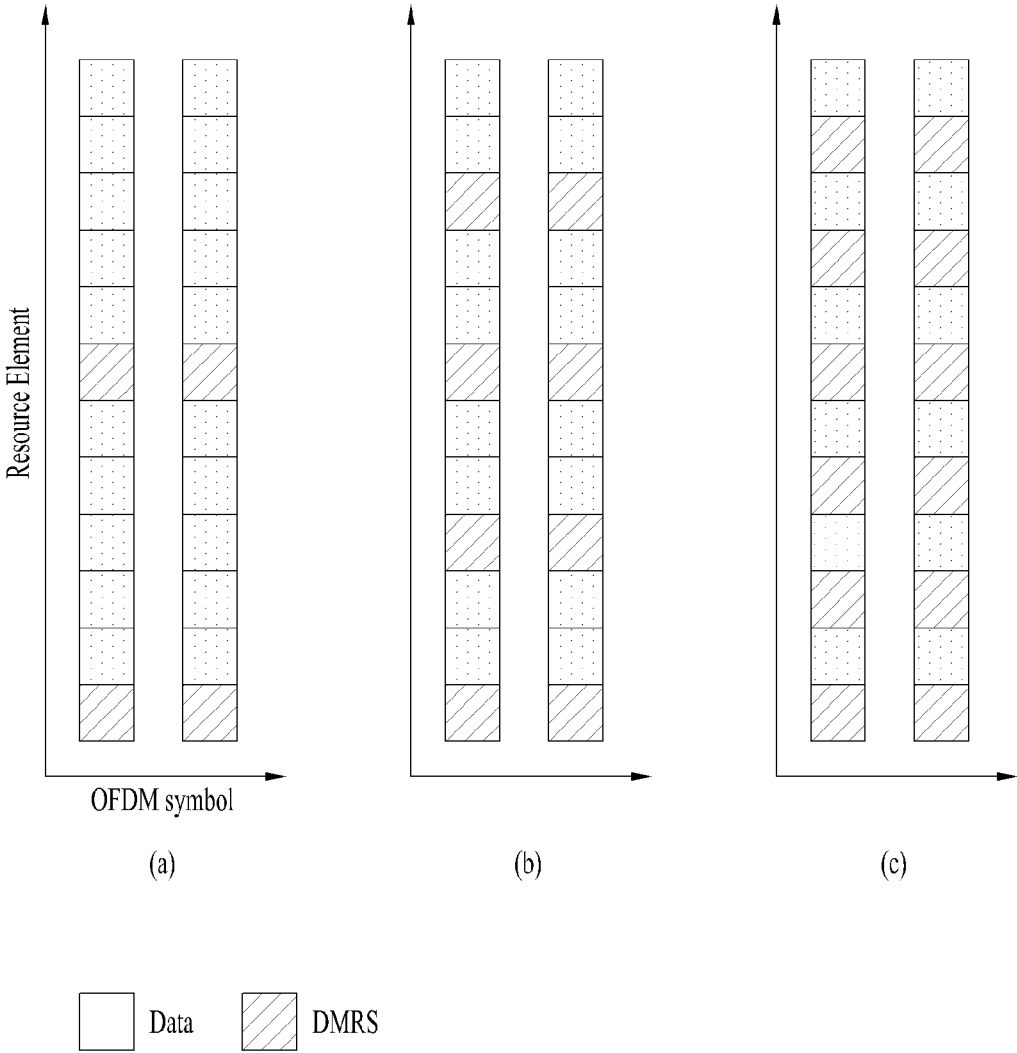 Resource Element
OFDM symbol
(a)
(b)
(c)
Data
DMRS